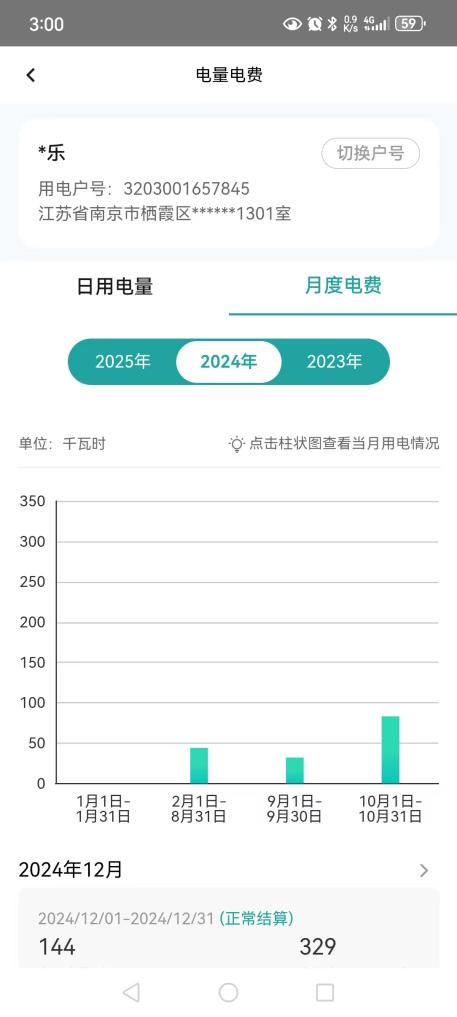 3:00
0.9
K/s
4G
59
电量电费
*乐
切换户号
用电户号：3203001657845
江苏省南京市栖霞区******1301室
日用电量
月度电费
2025年
2024年
2023年
单位：千瓦时
点击柱状图查看当月用电情况
350
300
250
200
150
100
50
0
1月1日-
1月31日
2月1日-
8月31日
9月1日-
9月30日
10月1日-
10月31日
2024年12月
2024/12/01-2024/12/31 (正常结算)
144
329